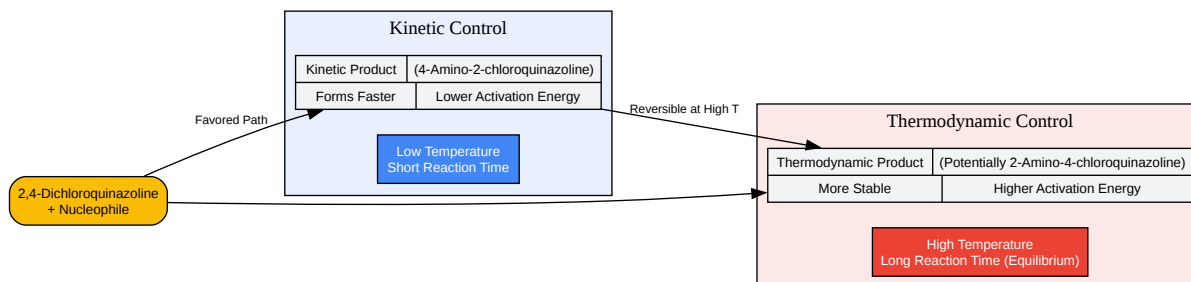 Kinetic Control
Kinetic Product (4-Amino-2-chloroquinazoline)
Forms Faster Lower Activation Energy
Low Temperature
Short Reaction Time
Favored Path
Reversible at High T
2,4-Dichloroquinazoline
+ Nucleophile
Thermodynamic Control
Thermodynamic Product (Potentially 2-Amino-4-chloroquinazoline)
More Stable Higher Activation Energy
High Temperature
Long Reaction Time (Equilibrium)